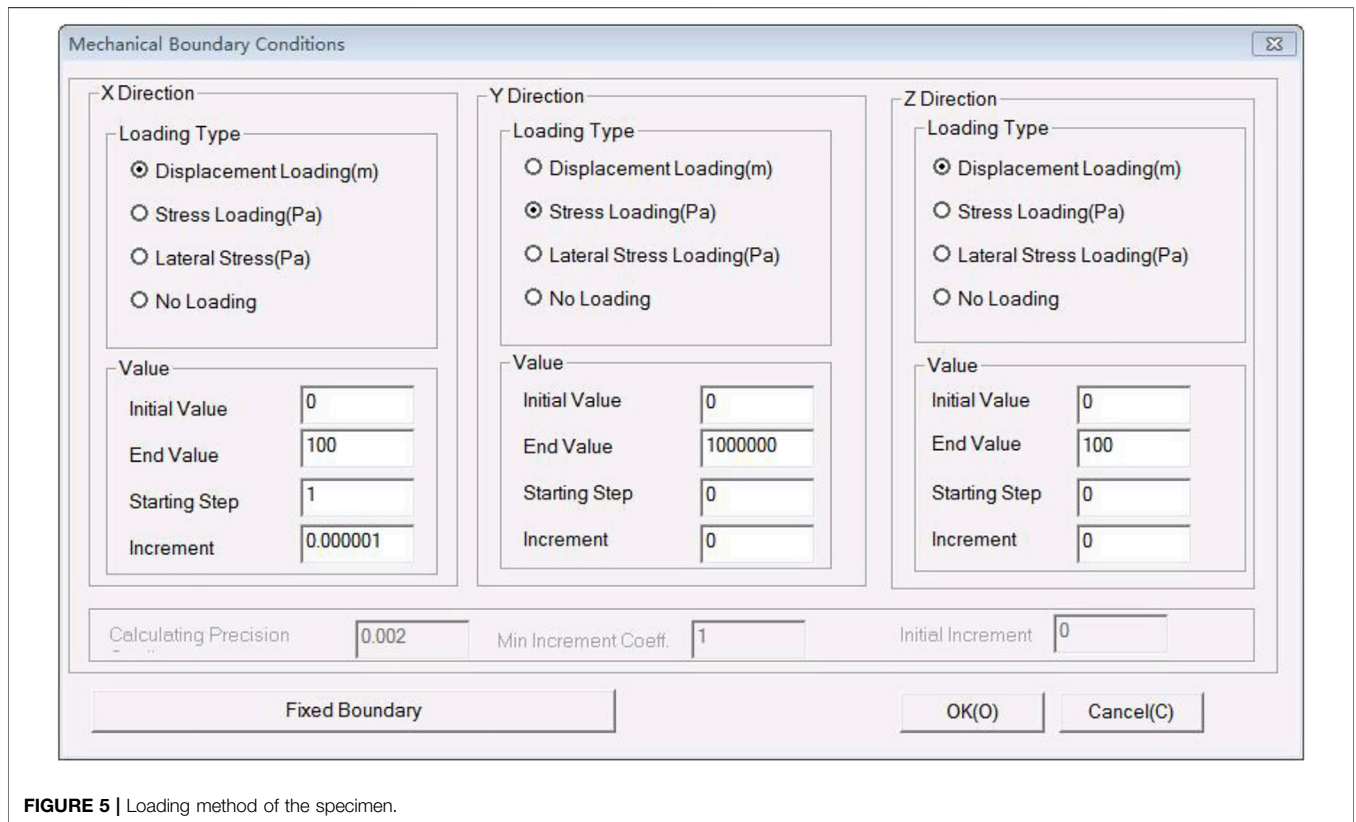 Mechanical Boundary Conditions
X Direction
Loading Type
Displacement Loading(m)
Stress Loading(Pa)
Lateral Stress(Pa)
No Loading
Value
Initial Value 0
End Value 100
Starting Step 1
Increment 0.000001
Y Direction
Loading Type
Displacement Loading(m)
Stress Loading(Pa)
Lateral Stress Loading(Pa)
No Loading
Value
Initial Value 0
End Value 1000000
Starting Step 0
Increment 0
Z Direction
Loading Type
Displacement Loading(m)
Stress Loading(Pa)
Lateral Stress Loading(Pa)
No Loading
Value
Initial Value 0
End Value 100
Starting Step 0
Increment 0
Calculating Precision 0.002 Min Increment Coeff. 1 Initial Increment 0
Fixed Boundary OK(O) Cancel(C)
FIGURE 5 | Loading method of the specimen.